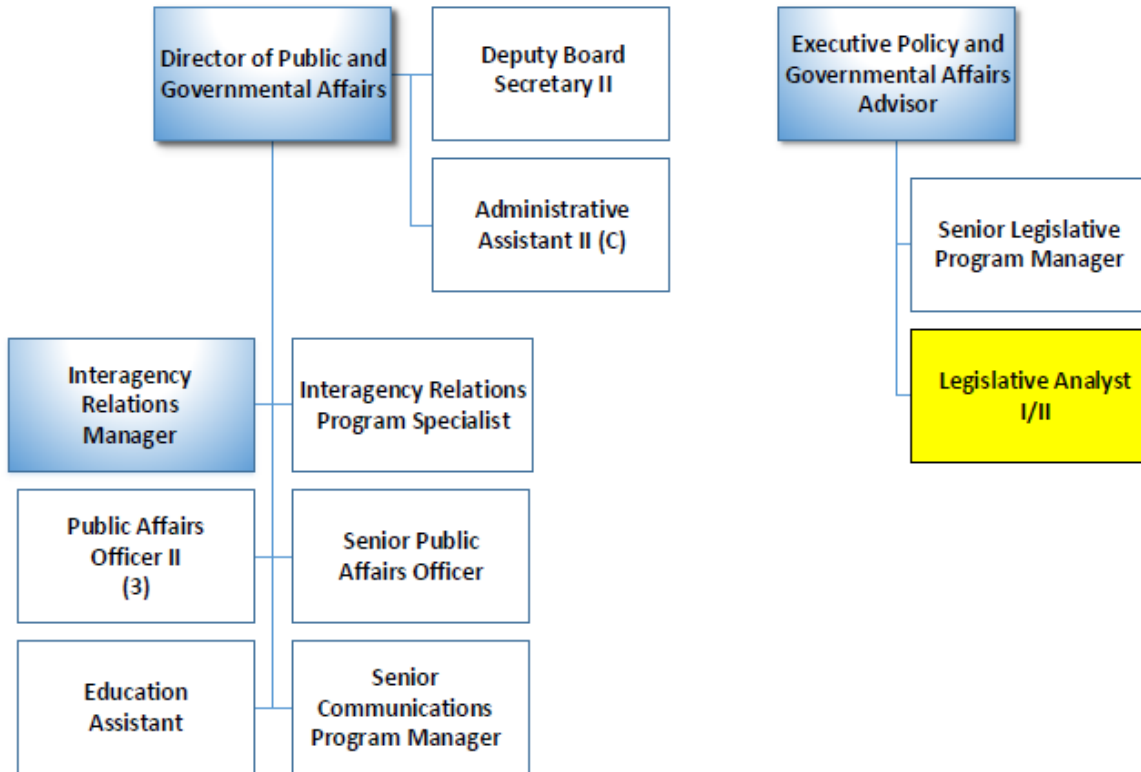 Director of Public and
Governmental Affairs
Deputy Board
Secretary II
Administrative
Assistant II (C)
Executive Policy and
Governmental Affairs
Advisor
Senior Legislative
Program Manager
Legislative Analyst
I/II
Interagency
Relations
Manager
Interagency Relations
Program Specialist
Public Affairs
Officer II
(3)
Senior Public
Affairs Officer
Education
Assistant
Senior
Communications
Program Manager